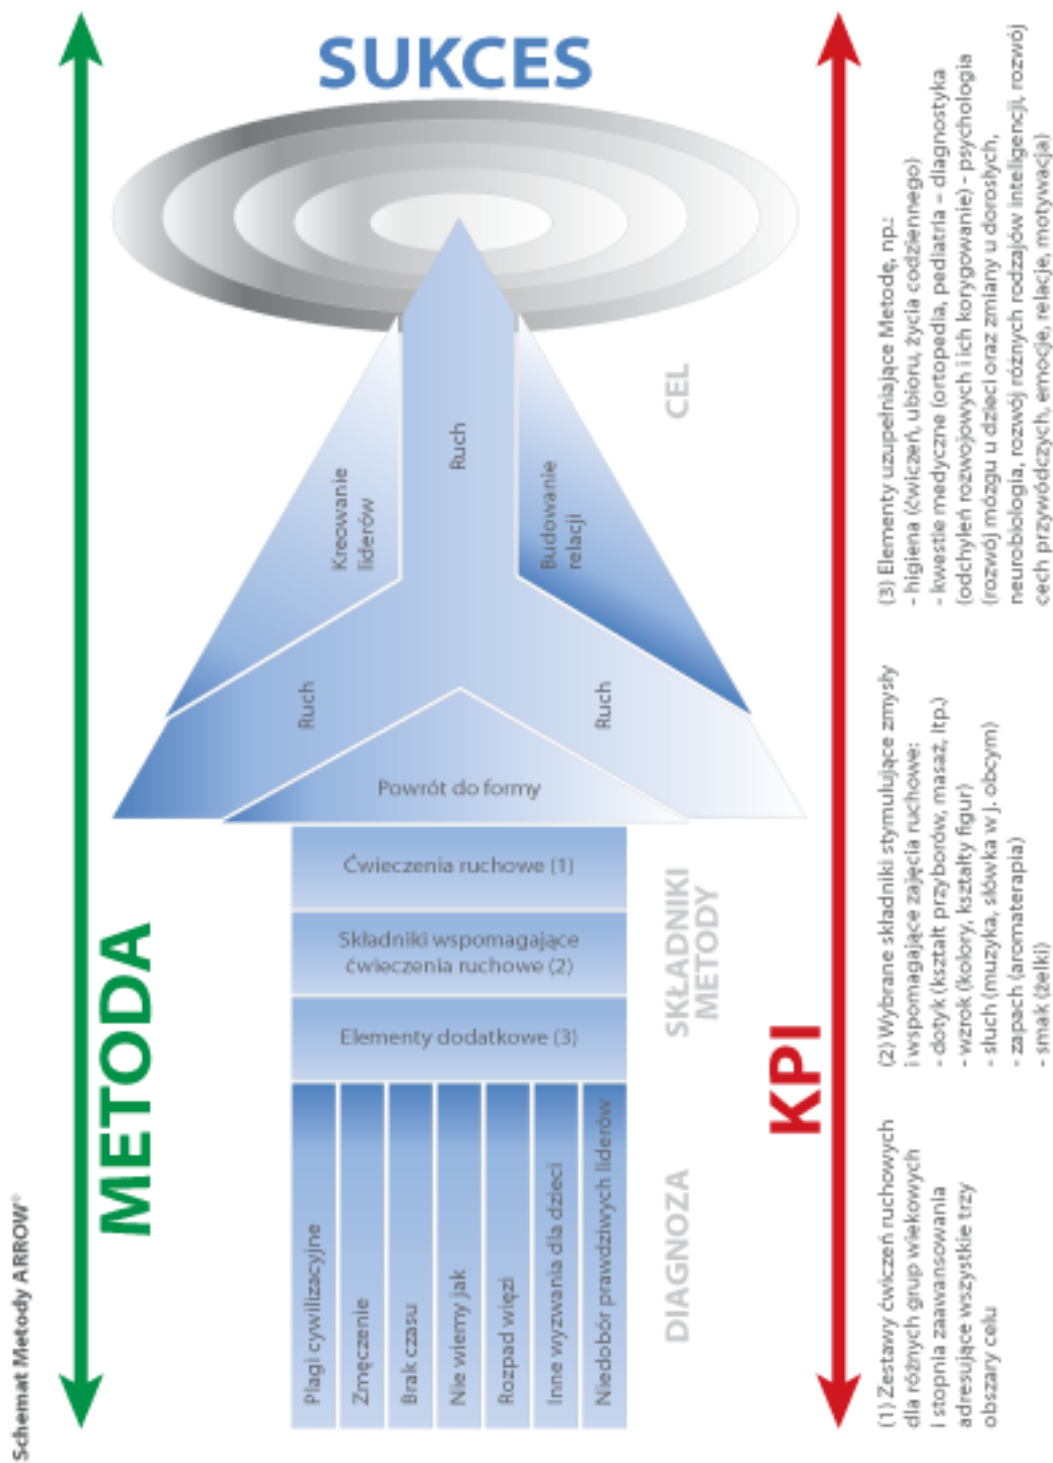 Schemat Metody ARROW®
METODA
SUKCES
Kreowanie
liderów
Ruch
Budowanie
relacji
Ruch
Ruch
Powrót do formy
Ćwieczenia ruchowe (1)
Składniki wspomagające
ćwieczenia ruchowe (2)
Elementy dodatkowe (3)
Plagi cywilizacyjne
Zmęczenie
Brak czasu
Nie wiemy jak
Rozpad więzi
Inne wyzwania dla dzieci
Niedobór prawdziwych liderów
CEL
SKŁADNIKI
METODY
DIAGNOZA
KPI
(1) Zestawy ćwiczeń ruchowych
dla różnych grup wiekowych
i stopnia zaawansowania
adresujące wszystkie trzy
obszary celu
(2) Wybrane składniki stymulujące zmysły
i wspomagające zajęcia ruchowe:
- dotyk (kształt przyborów, masaż, itp.)
- wzrok (kolory, kształty figur)
- słuch (muzyka, słówka w j. obcym)
- zapach (aromaterapia)
- smak (żelki)
(3) Elementy uzupełniające Metodę, np.:
- higiena (ćwiczeń, ubioru, życia codziennego)
- kwestie medyczne (ortopedia, pediatria – diagnostyka
(odchyleń rozwojowych i ich korygowanie) - psychologia
(rozwój mózgu u dzieci oraz zmiany u dorosłych,
neurobiologia, rozwój różnych rodzajów inteligencji, rozwój
cech przywódczych, emocje, relacje, motywacja)